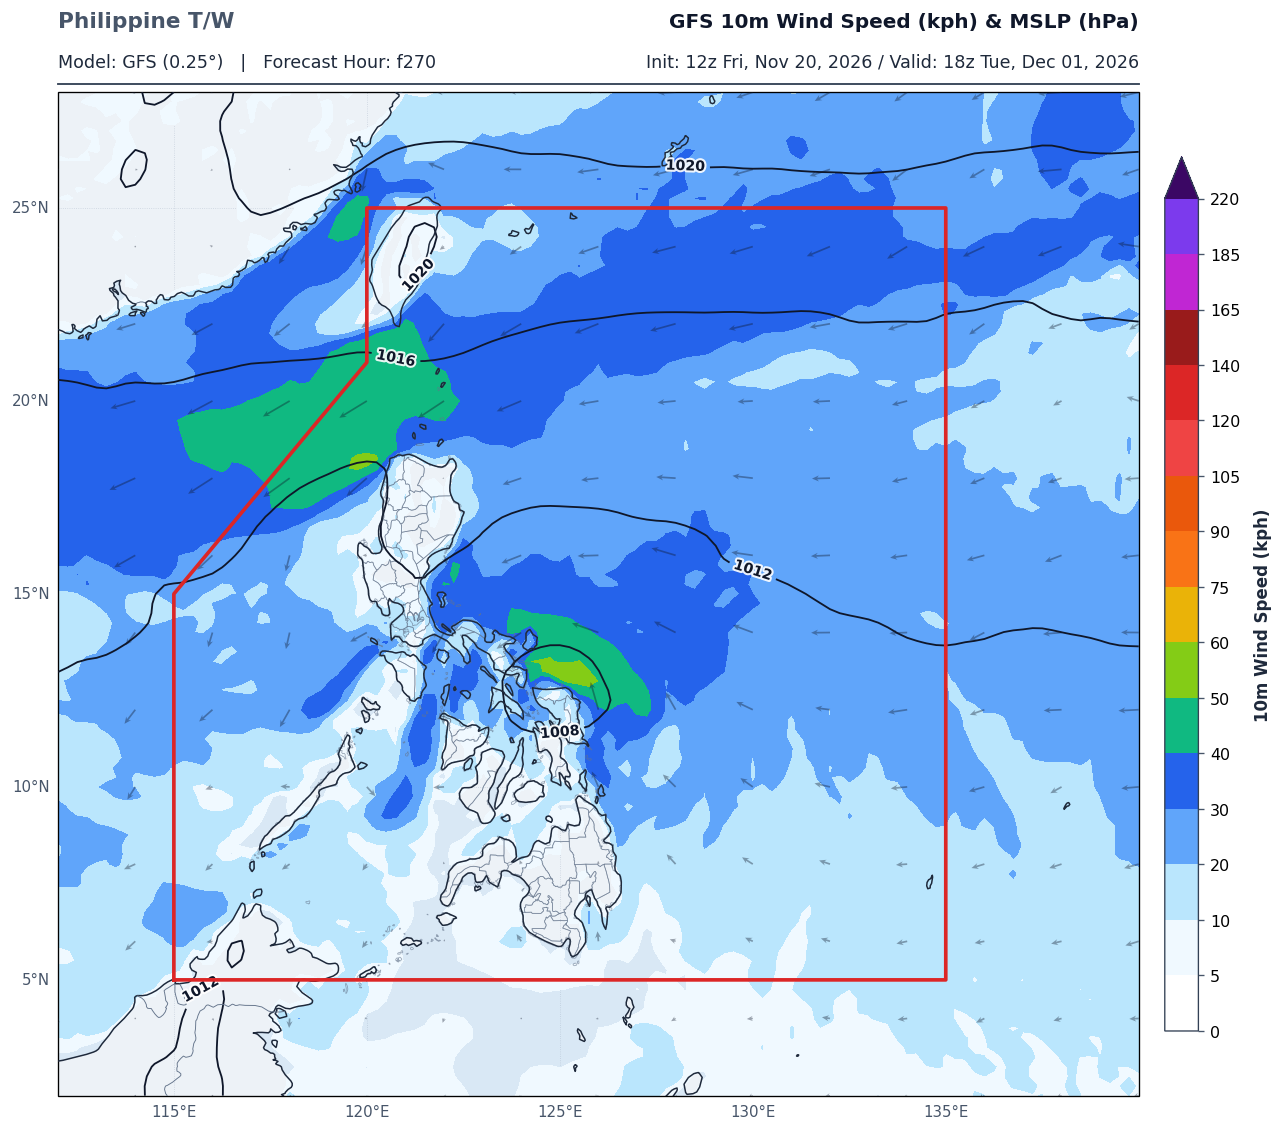 Philippine T/W
GFS 10m Wind Speed (kph) & MSLP (hPa)
Model: GFS (0.25°)   |   Forecast Hour: f270
Init: 12z Fri, Nov 20, 2026 / Valid: 18z Tue, Dec 01, 2026
1020
1020
1016
1012
1008
1012
25°N
20°N
15°N
10°N
5°N
115°E
120°E
125°E
130°E
135°E
220
185
165
140
120
105
90
75
60
50
40
30
20
10
5
0
10m Wind Speed (kph)